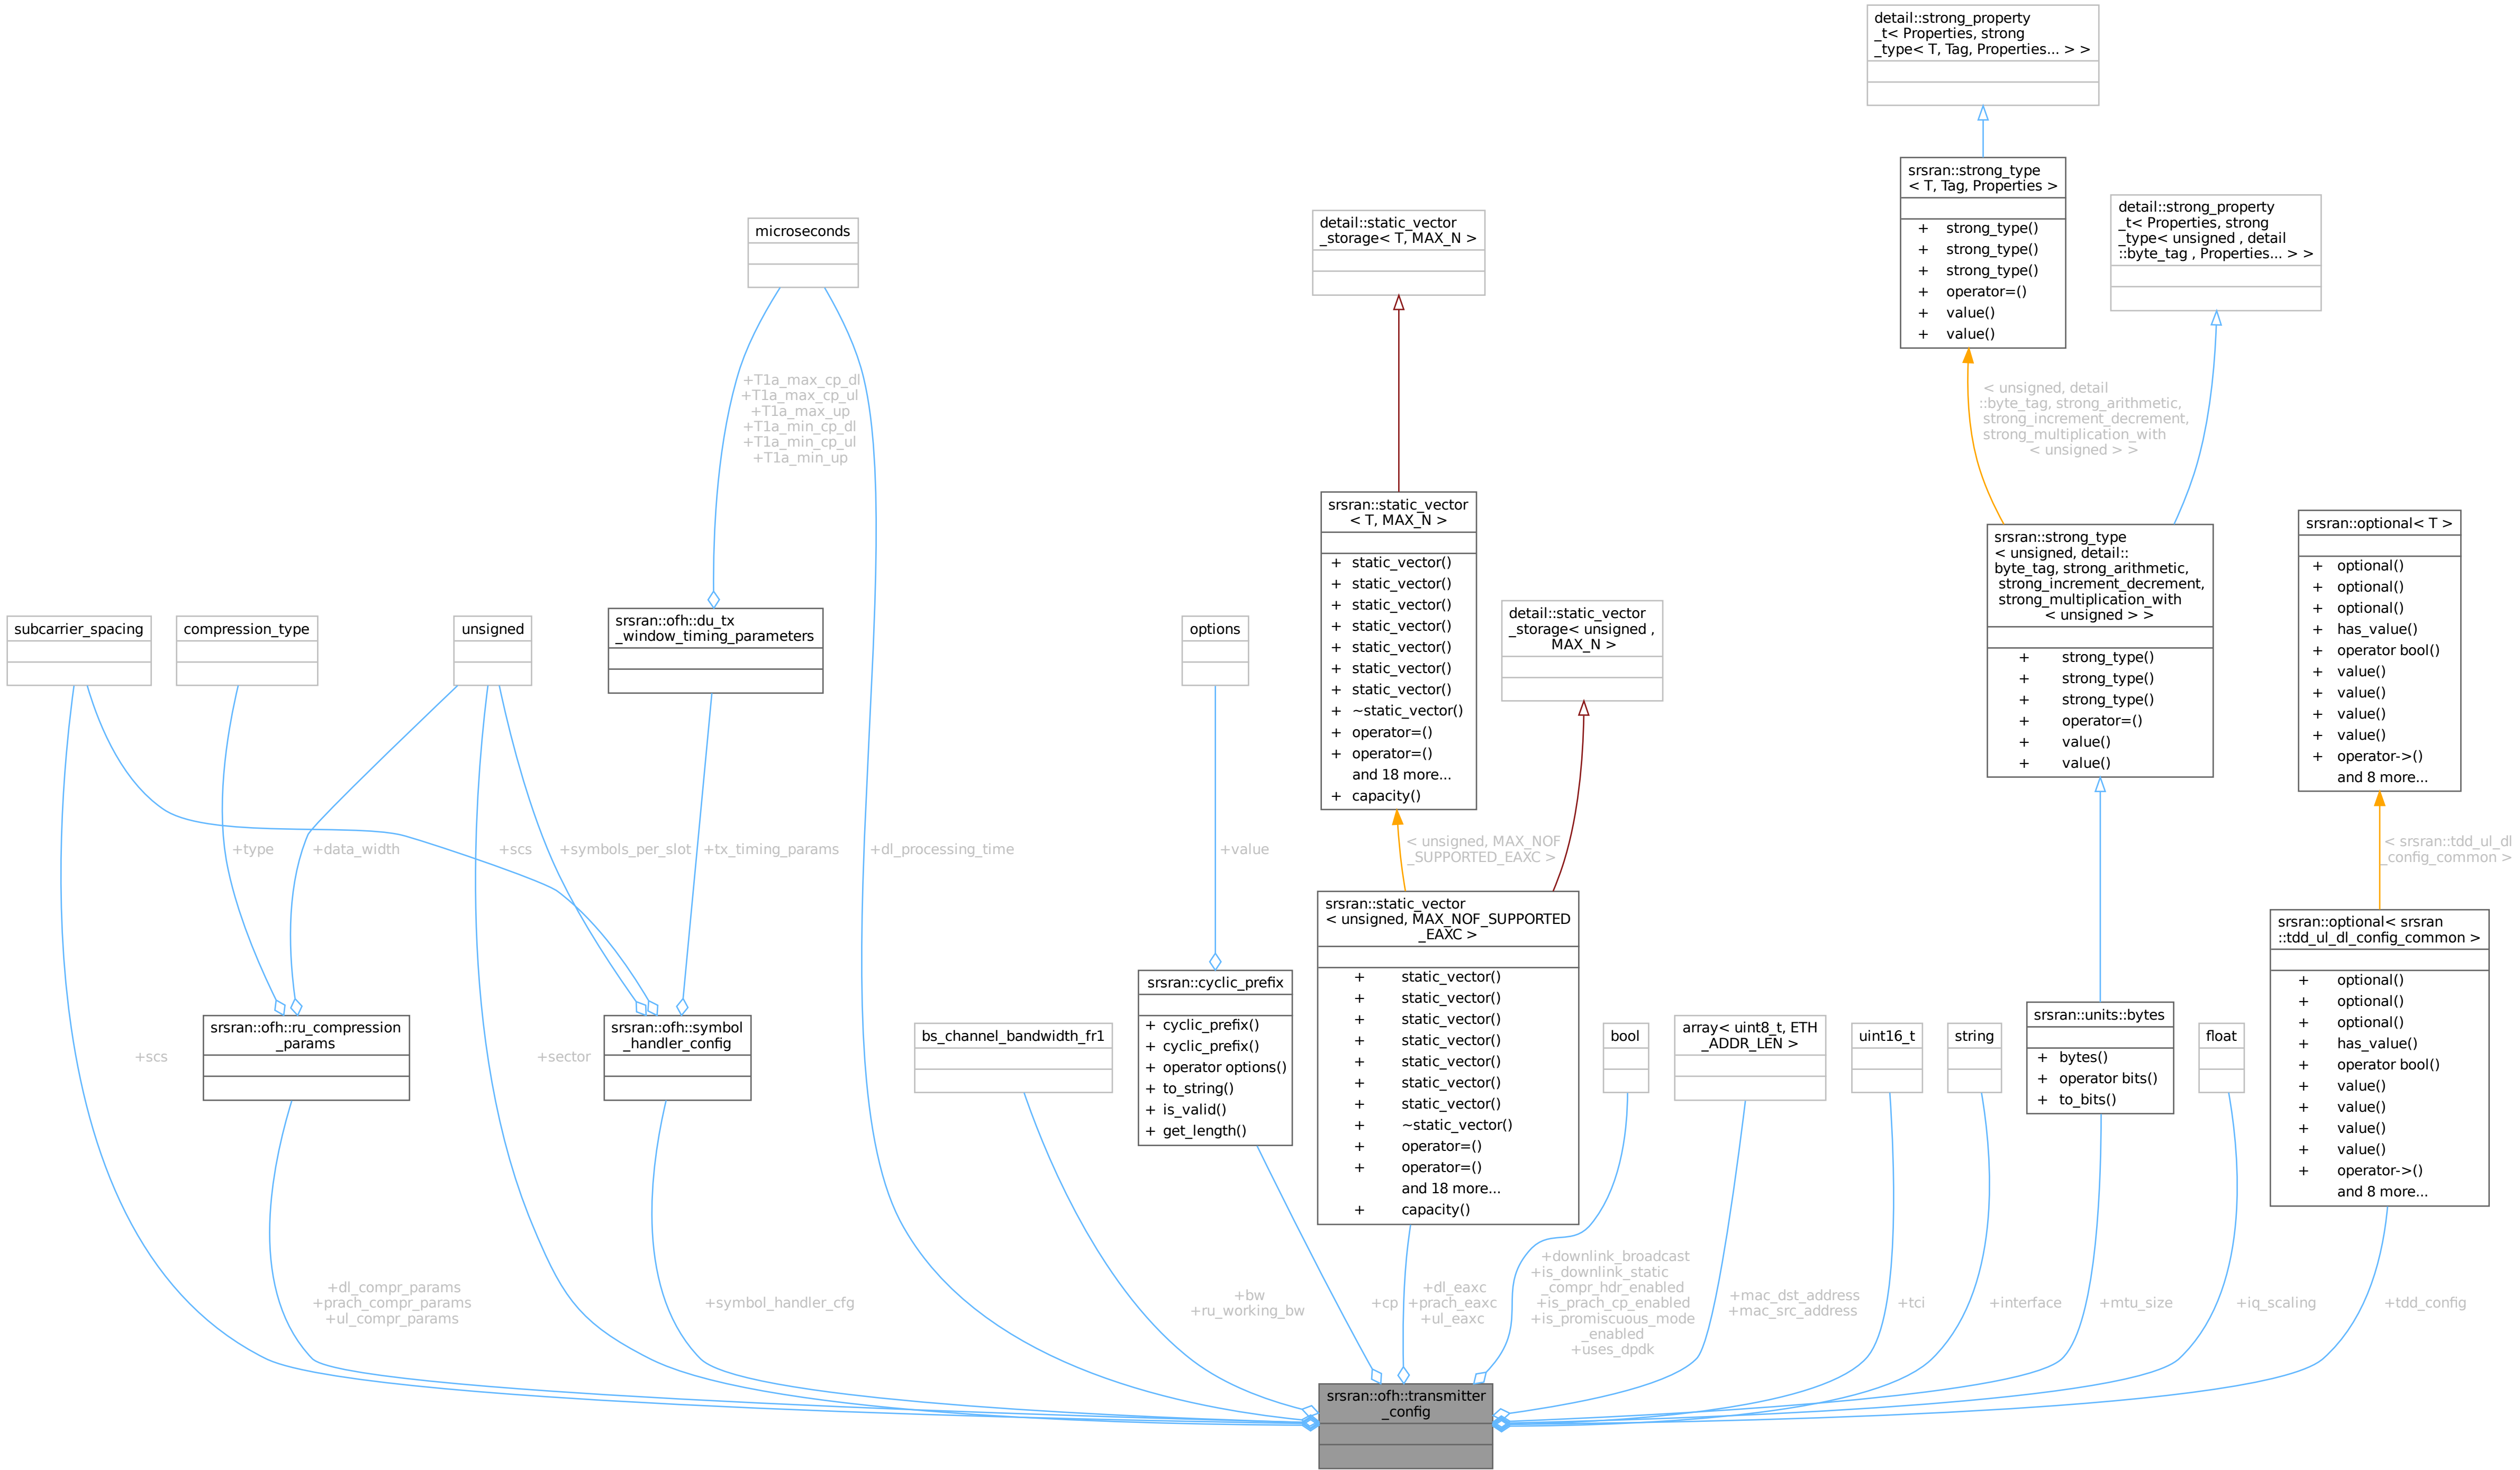 detail::strong_property
_t< Properties, strong
_type< T, Tag, Properties... > >
srsran::strong_type
< T, Tag, Properties >
+ strong_type()
+ strong_type()
+ strong_type()
+ operator=()
+ value()
+ value()
detail::strong_property
_t< Properties, strong
_type< unsigned , detail
::byte_tag , Properties... > >
detail::static_vector
_storage< T, MAX_N >
microseconds
+T1a_max_cp_dl
+T1a_max_cp_ul
+T1a_max_up
+T1a_min_cp_dl
+T1a_min_cp_ul
+T1a_min_up
< unsigned, detail
::byte_tag, strong_arithmetic,
strong_increment_decrement,
strong_multiplication_with
< unsigned > >
srsran::static_vector
< T, MAX_N >
+ static_vector()
+ static_vector()
+ static_vector()
+ static_vector()
+ static_vector()
+ static_vector()
+ static_vector()
+ ~static_vector()
+ operator=()
+ operator=()
and 18 more...
+ capacity()
srsran::strong_type
< unsigned, detail::
byte_tag, strong_arithmetic,
strong_increment_decrement,
strong_multiplication_with
< unsigned > >
+ strong_type()
+ strong_type()
+ strong_type()
+ operator=()
+ value()
+ value()
srsran::optional< T >
+ optional()
+ optional()
+ optional()
+ has_value()
+ operator bool()
+ value()
+ value()
+ value()
+ value()
+ operator->()
and 8 more...
subcarrier_spacing
compression_type
unsigned
srsran::ofh::du_tx
_window_timing_parameters
options
detail::static_vector
_storage< unsigned ,
MAX_N >
+type
+data_width
+scs
+symbols_per_slot
+tx_timing_params
+dl_processing_time
+value
< unsigned, MAX_NOF
_SUPPORTED_EAXC >
< srsran::tdd_ul_dl
_config_common >
srsran::ofh::ru_compression
_params
srsran::ofh::symbol
_handler_config
bs_channel_bandwidth_fr1
srsran::cyclic_prefix
+ cyclic_prefix()
+ cyclic_prefix()
+ operator options()
+ to_string()
+ is_valid()
+ get_length()
srsran::static_vector
< unsigned, MAX_NOF_SUPPORTED
_EAXC >
+ static_vector()
+ static_vector()
+ static_vector()
+ static_vector()
+ static_vector()
+ static_vector()
+ static_vector()
+ ~static_vector()
+ operator=()
+ operator=()
and 18 more...
+ capacity()
bool
array< uint8_t, ETH
_ADDR_LEN >
uint16_t
string
srsran::units::bytes
+ bytes()
+ operator bits()
+ to_bits()
float
srsran::optional< srsran
::tdd_ul_dl_config_common >
+ optional()
+ optional()
+ optional()
+ has_value()
+ operator bool()
+ value()
+ value()
+ value()
+ value()
+ operator->()
and 8 more...
+scs
+sector
+dl_compr_params
+prach_compr_params
+ul_compr_params
+symbol_handler_cfg
+bw
+ru_working_bw
+cp
+dl_eaxc
+prach_eaxc
+ul_eaxc
+downlink_broadcast
+is_downlink_static
_compr_hdr_enabled
+is_prach_cp_enabled
+is_promiscuous_mode
_enabled
+uses_dpdk
+mac_dst_address
+mac_src_address
+tci
+interface
+mtu_size
+iq_scaling
+tdd_config
srsran::ofh::transmitter
_config